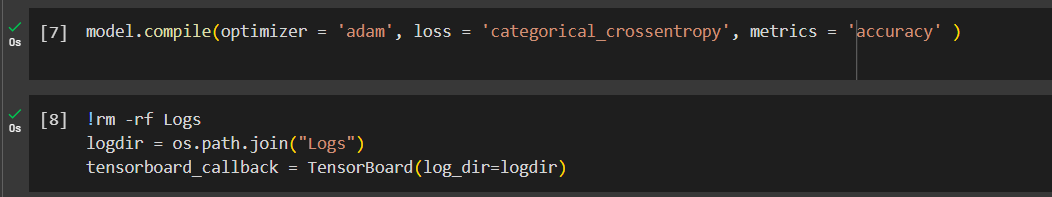 [7] model.compile(optimizer = 'adam', loss = 'categorical_crossentropy', metrics = 'accuracy' )
0s
[8] !rm -rf Logs
0s
logdir = os.path.join("Logs")
tensorboard_callback = TensorBoard(log_dir=logdir)